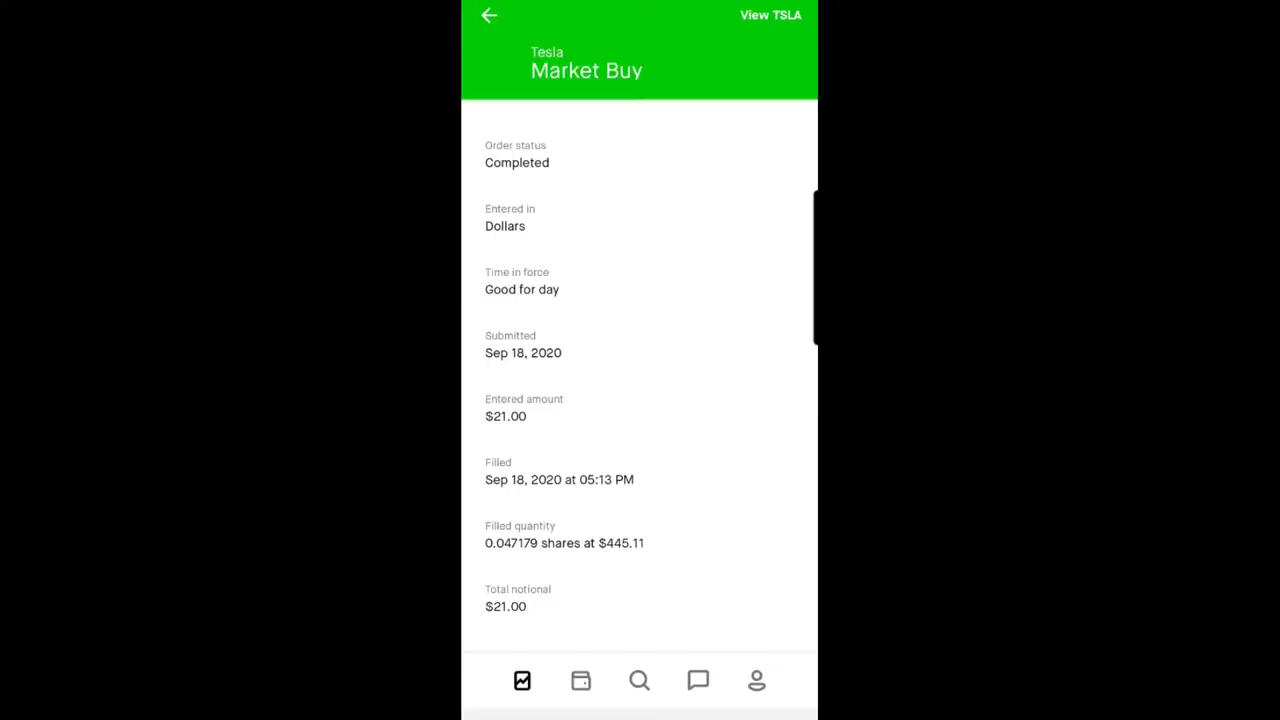 View TSLA
Tesla
Market Buy
Order status
Completed
Entered in
Dollars
Time in force
Good for day
Submitted
Sep 18, 2020
Entered amount
$21.00
Filled
Sep 18, 2020 at 05:13 PM
Filled quantity
0.047179 shares at $445.11
Total notional
$21.00